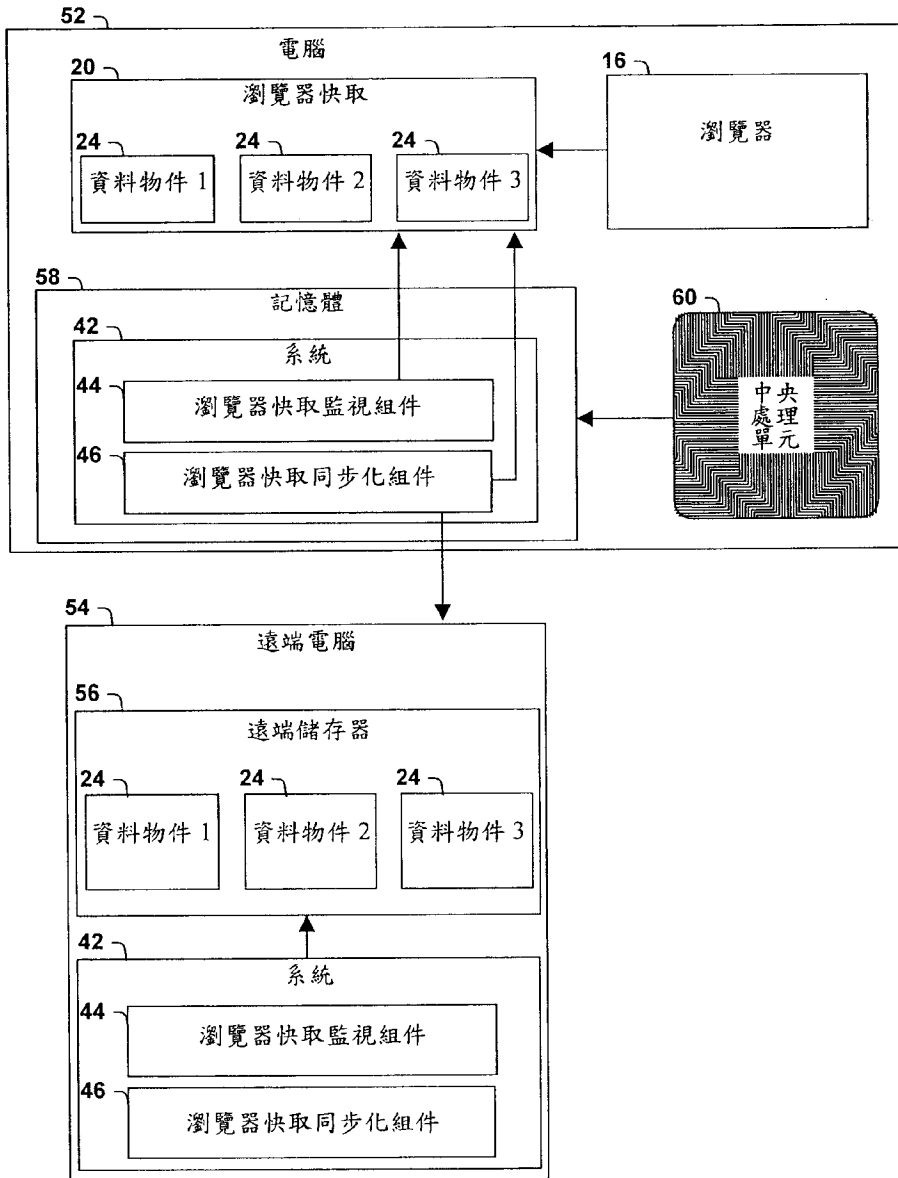 52
電腦
20
瀏覽器快取
24
資料物件 1
24
資料物件 2
24
資料物件 3
16
瀏覽器
58
記憶體
42
系統
44
瀏覽器快取監視組件
46
瀏覽器快取同步化組件
60
中央
處理
單元
54
遠端電腦
56
遠端儲存器
24
資料物件 1
24
資料物件 2
24
資料物件 3
42
系統
44
瀏覽器快取監視組件
46
瀏覽器快取同步化組件